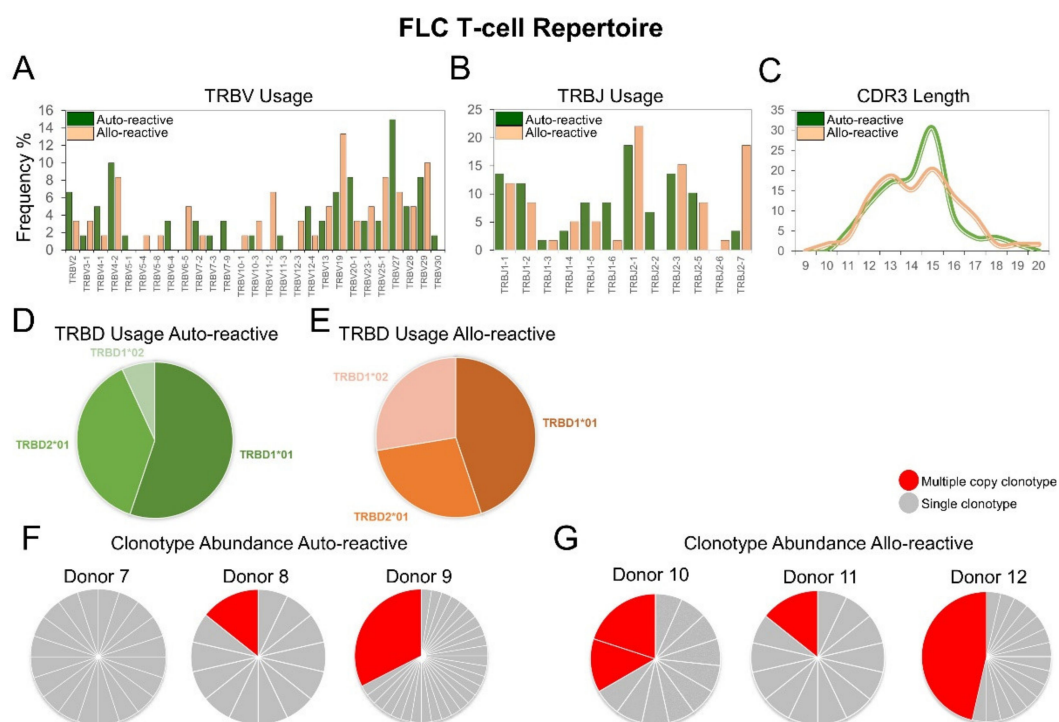 FLC T-cell Repertoire
A
TRBV Usage
Auto-reactive
Allo-reactive
Frequency %
16
14
12
10
8
6
4
2
0
TRBV2
TRBV3-1
TRBV4-1
TRBV4-2
TRBV5-1
TRBV5-4
TRBV5-8
TRBV6-4
TRBV6-5
TRBV7-2
TRBV7-3
TRBV7-9
TRBV10-1
TRBV10-3
TRBV11-2
TRBV11-3
TRBV12-3
TRBV12-4
TRBV13
TRBV19
TRBV20-1
TRBV23-1
TRBV25-1
TRBV27
TRBV28
TRBV29
TRBV30
B
TRBJ Usage
Auto-reactive
Allo-reactive
25
20
15
10
5
0
TRBJ1-1
TRBJ1-2
TRBJ1-3
TRBJ1-4
TRBJ1-5
TRBJ1-6
TRBJ2-1
TRBJ2-2
TRBJ2-3
TRBJ2-5
TRBJ2-6
TRBJ2-7
C
CDR3 Length
Auto-reactive
Allo-reactive
35
30
25
20
15
10
5
0
9 10 11 12 13 14 15 16 17 18 19 20
D
TRBD Usage Auto-reactive
TRBD1*02
TRBD2*01
TRBD1*01
E
TRBD Usage Allo-reactive
TRBD1*02
TRBD1*01
TRBD2*01
Multiple copy clonotype
Single clonotype
F
Clonotype Abundance Auto-reactive
Donor 7
Donor 8
Donor 9
G
Clonotype Abundance Allo-reactive
Donor 10
Donor 11
Donor 12